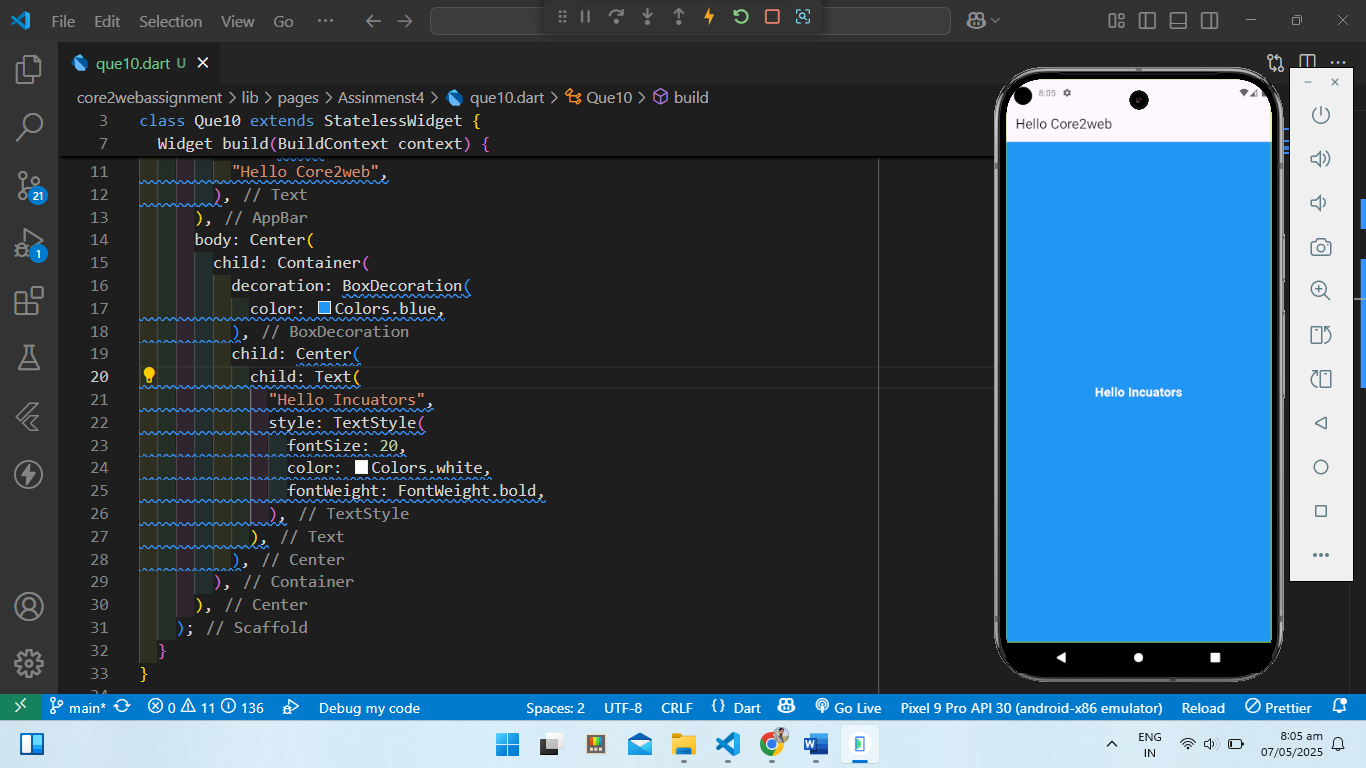 File Edit Selection View Go ···
que10.dart U
core2webassignment > lib > pages > Assinmenst4 > que10.dart > Que10 > build
3 class Que10 extends StatelessWidget {
7 Widget build(BuildContext context) {
11 "Hello Core2web",
12 ), // Text
13 ), // AppBar
14 body: Center(
15 child: Container(
16 decoration: BoxDecoration(
17 color: Colors.blue,
18 ), // BoxDecoration
19 child: Center(
20 child: Text(
21 "Hello Incuators",
22 style: TextStyle(
23 fontSize: 20,
24 color: Colors.white,
25 fontWeight: FontWeight.bold,
26 ), // TextStyle
27 ), // Text
28 ), // Center
29 ), // Container
30 ), // Center
31 ); // Scaffold
32 }
33 }
21
1
8:05
Hello Core2web
Hello Incuators
main* 0 11 136 Debug my code Spaces: 2 UTF-8 CRLF {} Dart Go Live Pixel 9 Pro API 30 (android-x86 emulator) Reload Prettier
ENG
IN
8:05 am
07/05/2025